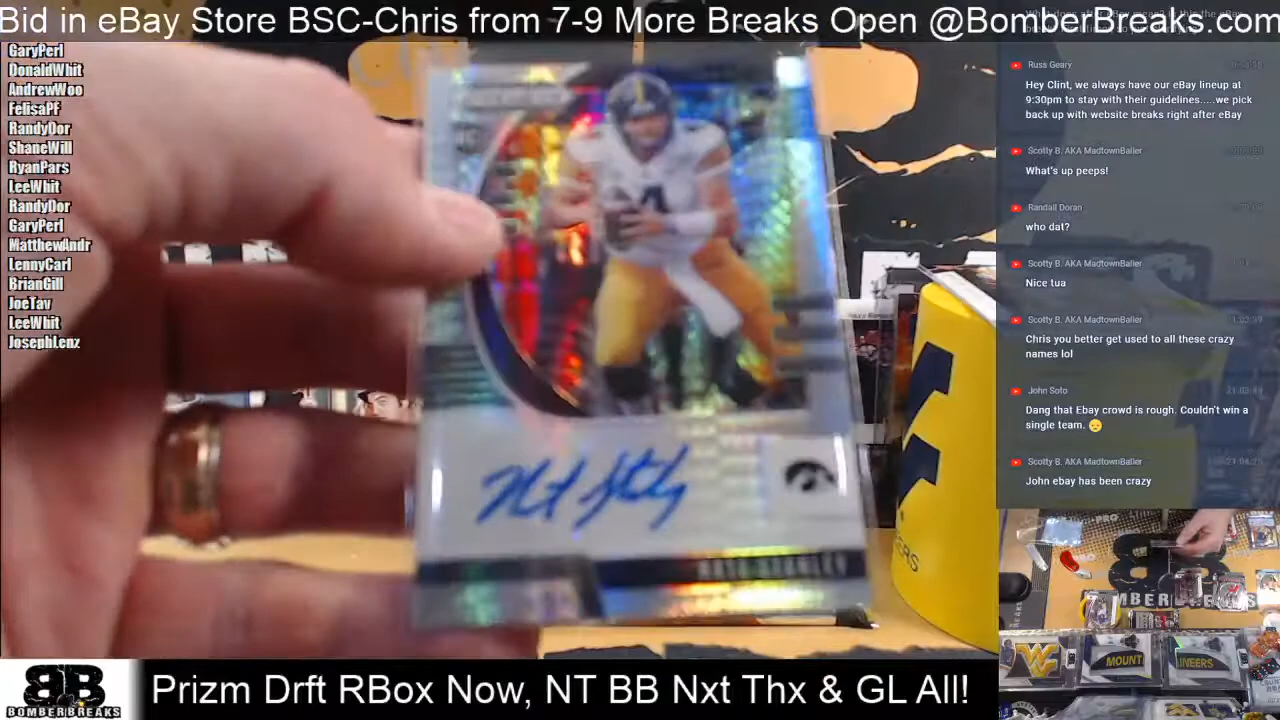 Bid in eBay Store BSC-Chris from 7-9 More Breaks Open @BomberBreaks.com
GaryPerl
DonaldWhit
AndrewWoo
FelisaPF
RandyDor
ShaneWill
RyanPars
LeeWhit
RandyDor
GaryPerl
MatthewAndr
LennyCarl
BrianGill
JoeTav
LeeWhit
JosephLenz
Russ Geary
Hey Clint, we always have our eBay lineup at
9:30pm to stay with their guidelines.....we pick
back up with website breaks right after eBay
Scotty B. AKA MadtownBaller
What's up peeps!
Randall Doran
who dat?
Scotty B. AKA MadtownBaller
Nice tua
Scotty B. AKA MadtownBaller
Chris you better get used to all these crazy
names lol
John Soto
Dang that Ebay crowd is rough. Couldn't win a
single team. 😞
Scotty B. AKA MadtownBaller
John ebay has been crazy
BOMBERBREAKS
MOUNT
INEERS
BB
BOMBERBREAKS
Prizm Drft RBox Now, NT BB Nxt Thx & GL All!